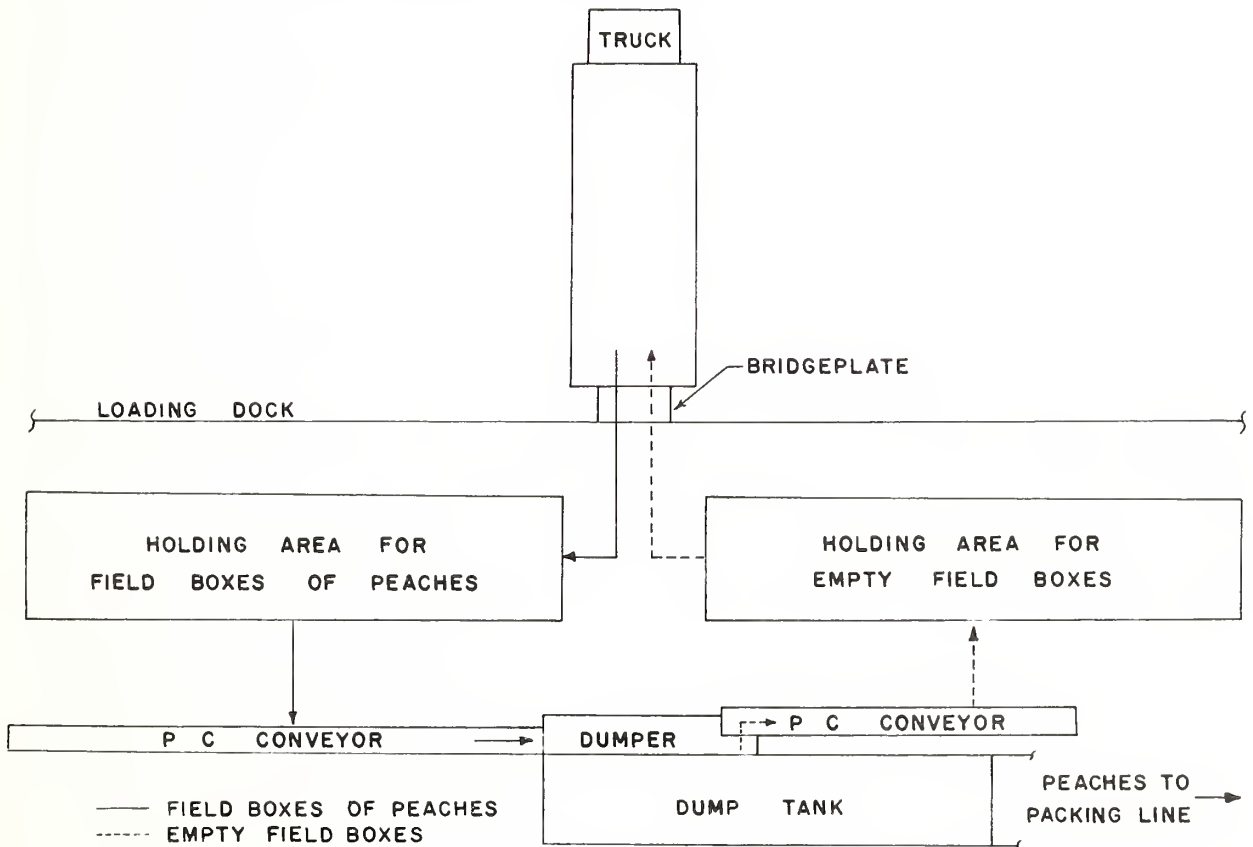 TRUCK
BRIDGEPLATE
LOADING DOCK
HOLDING AREA FOR
FIELD BOXES OF PEACHES
HOLDING AREA FOR
EMPTY FIELD BOXES
P C CONVEYOR
DUMPER
P C CONVEYOR
DUMP TANK
PEACHES TO
PACKING LINE
FIELD BOXES OF PEACHES
EMPTY FIELD BOXES